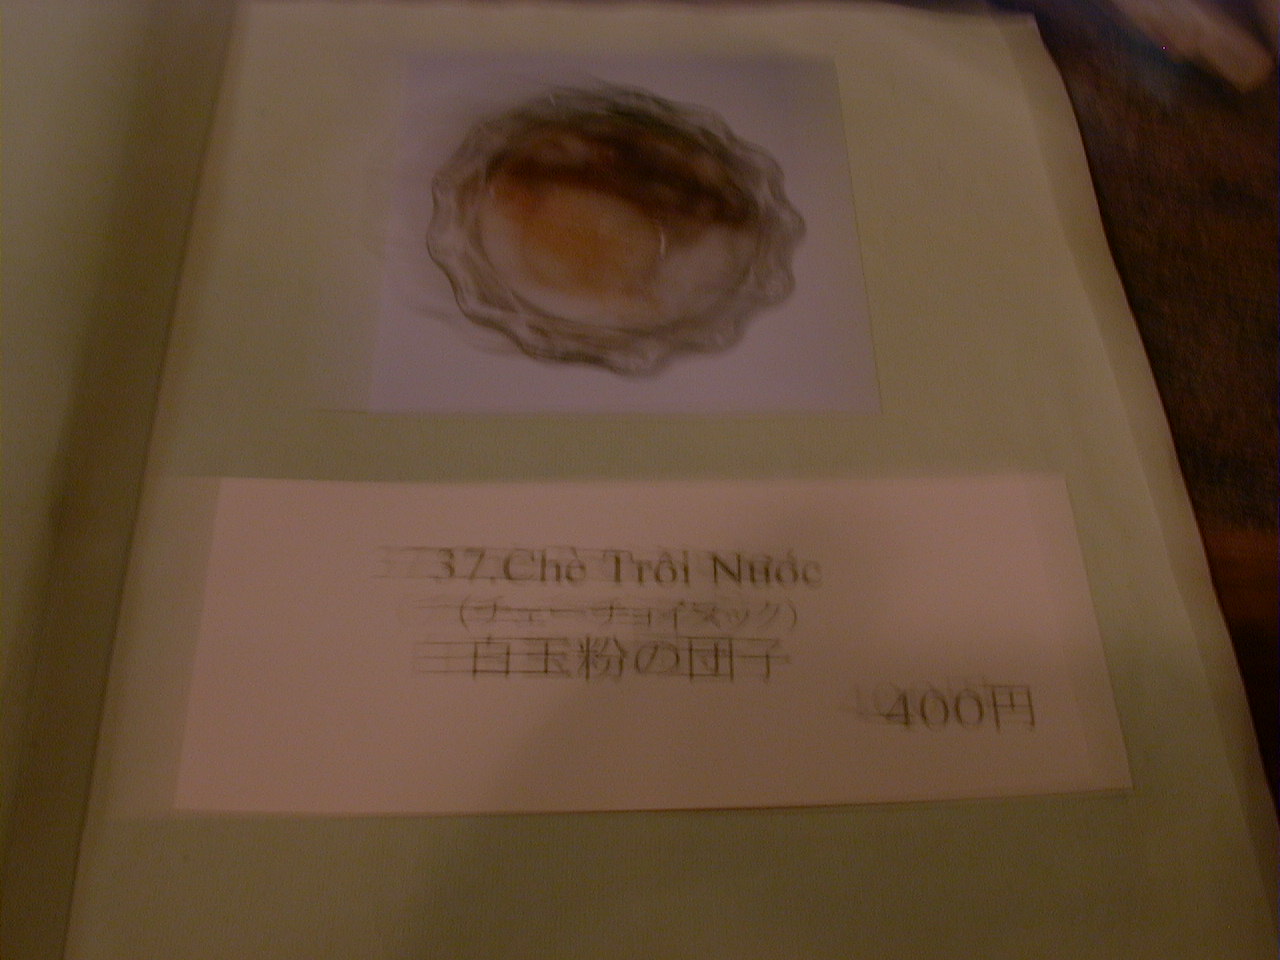 37.Chè Trôi Nước
(チェーチョイヌック)
白玉粉の団子
400円